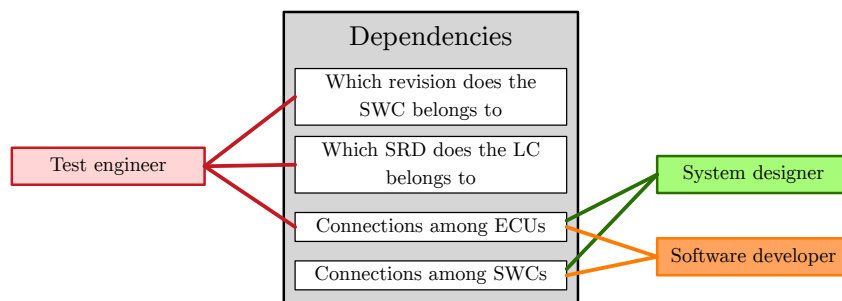 Dependencies
Which revision does the
SWC belongs to
Which SRD does the LC
belongs to
Connections among ECUs
Connections among SWCs
Test engineer
System designer
Software developer